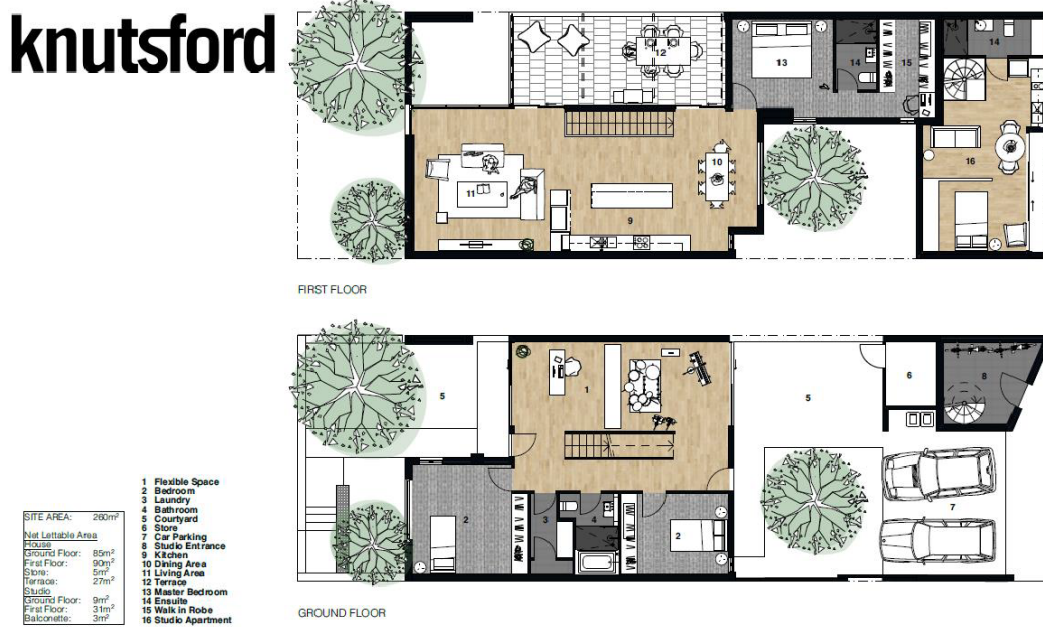 knutsford
12
13
14
15
14
16
10
11
9
FIRST FLOOR
5
1
5
6
8
2
3
4
2
7
GROUND FLOOR
1 Flexible Space
2 Bedroom
3 Laundry
4 Bathroom
5 Courtyard
6 Store
7 Car Parking
8 Studio Entrance
9 Kitchen
10 Dining Area
11 Living Area
12 Terrace
13 Master Bedroom
14 Ensuite
15 Walk in Robe
16 Studio Apartment
SITE AREA: 260m²
Net Lettable Area
House
Ground Floor: 85m²
First Floor: 90m²
Store: 5m²
Terrace: 27m²
Studio
Ground Floor: 9m²
First Floor: 31m²
Balconette: 3m²